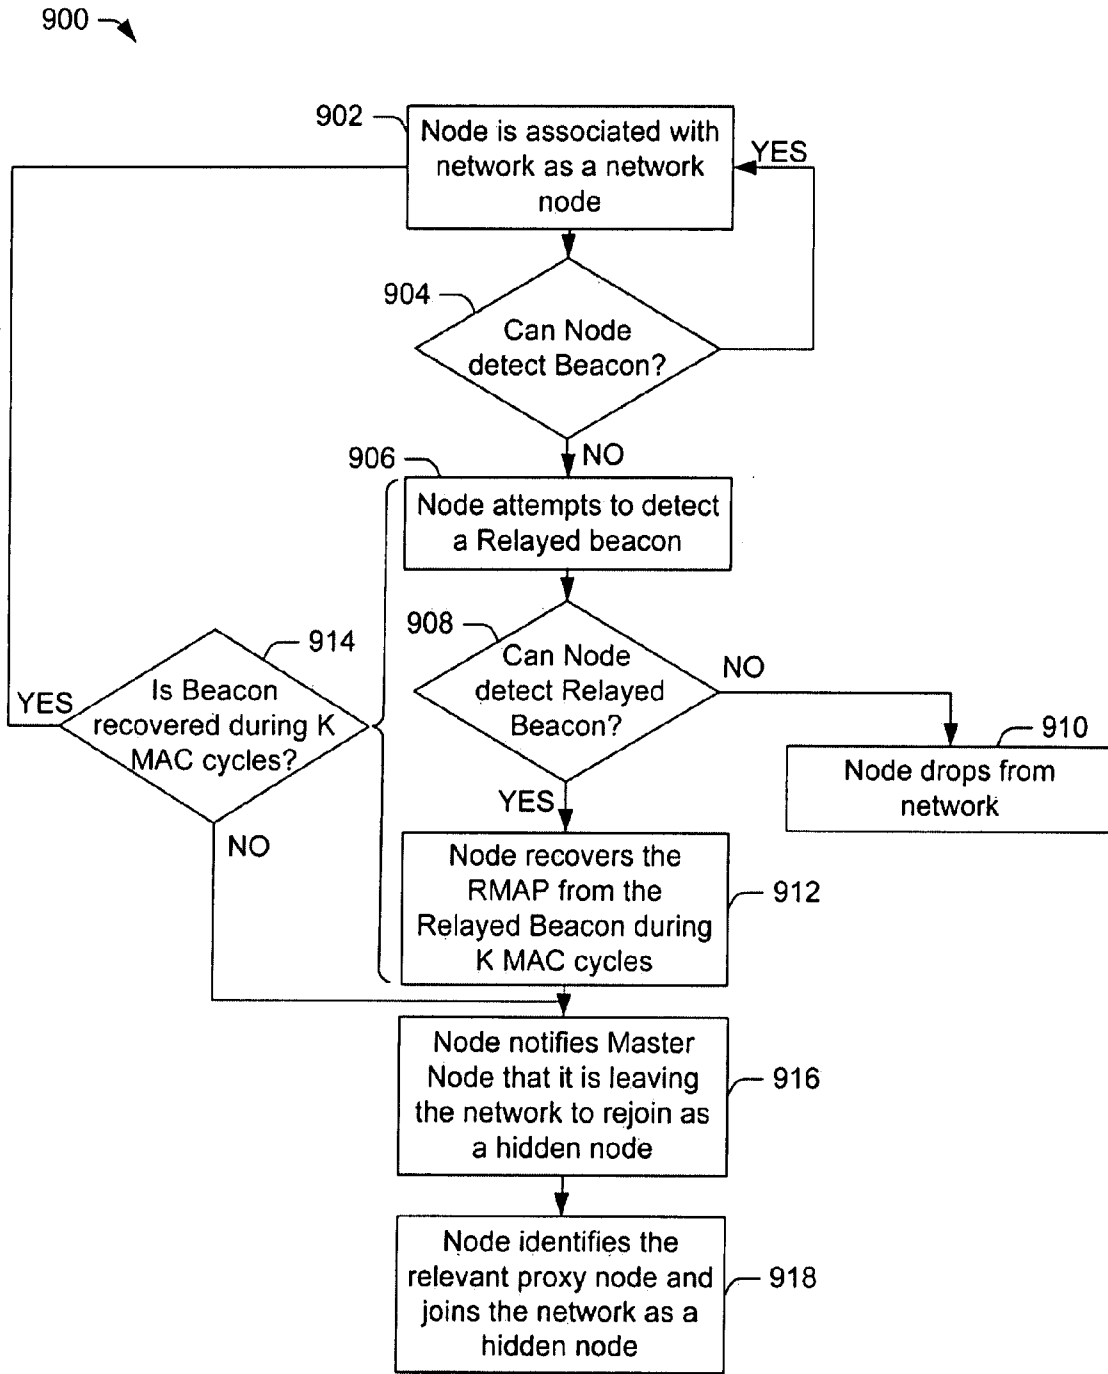 900
902
Node is associated with
network as a network
node
YES
904
Can Node
detect Beacon?
NO
906
Node attempts to detect
a Relayed beacon
908
Can Node
detect Relayed
Beacon?
NO
914
Is Beacon
recovered during K
MAC cycles?
YES
NO
910
Node drops from
network
YES
Node recovers the
RMAP from the
Relayed Beacon during
K MAC cycles
912
Node notifies Master
Node that it is leaving
the network to rejoin as
a hidden node
916
Node identifies the
relevant proxy node and
joins the network as a
hidden node
918